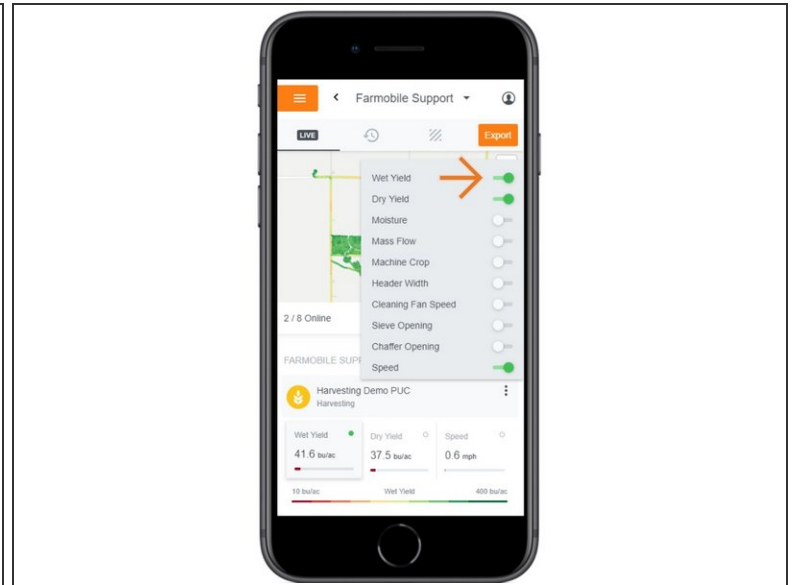 Farmobile Support
LIVE
Export
Wet Yield
Dry Yield
Moisture
Mass Flow
Machine Crop
Header Width
Cleaning Fan Speed
Sieve Opening
Chaffer Opening
Speed
2 / 8 Online
FARMOBILE SUPP
Harvesting Demo PUC
Harvesting
Wet Yield Dry Yield Speed
41.6 bu/ac 37.5 bu/ac 0.6 mph
10 bu/ac Wet Yield 400 bu/ac